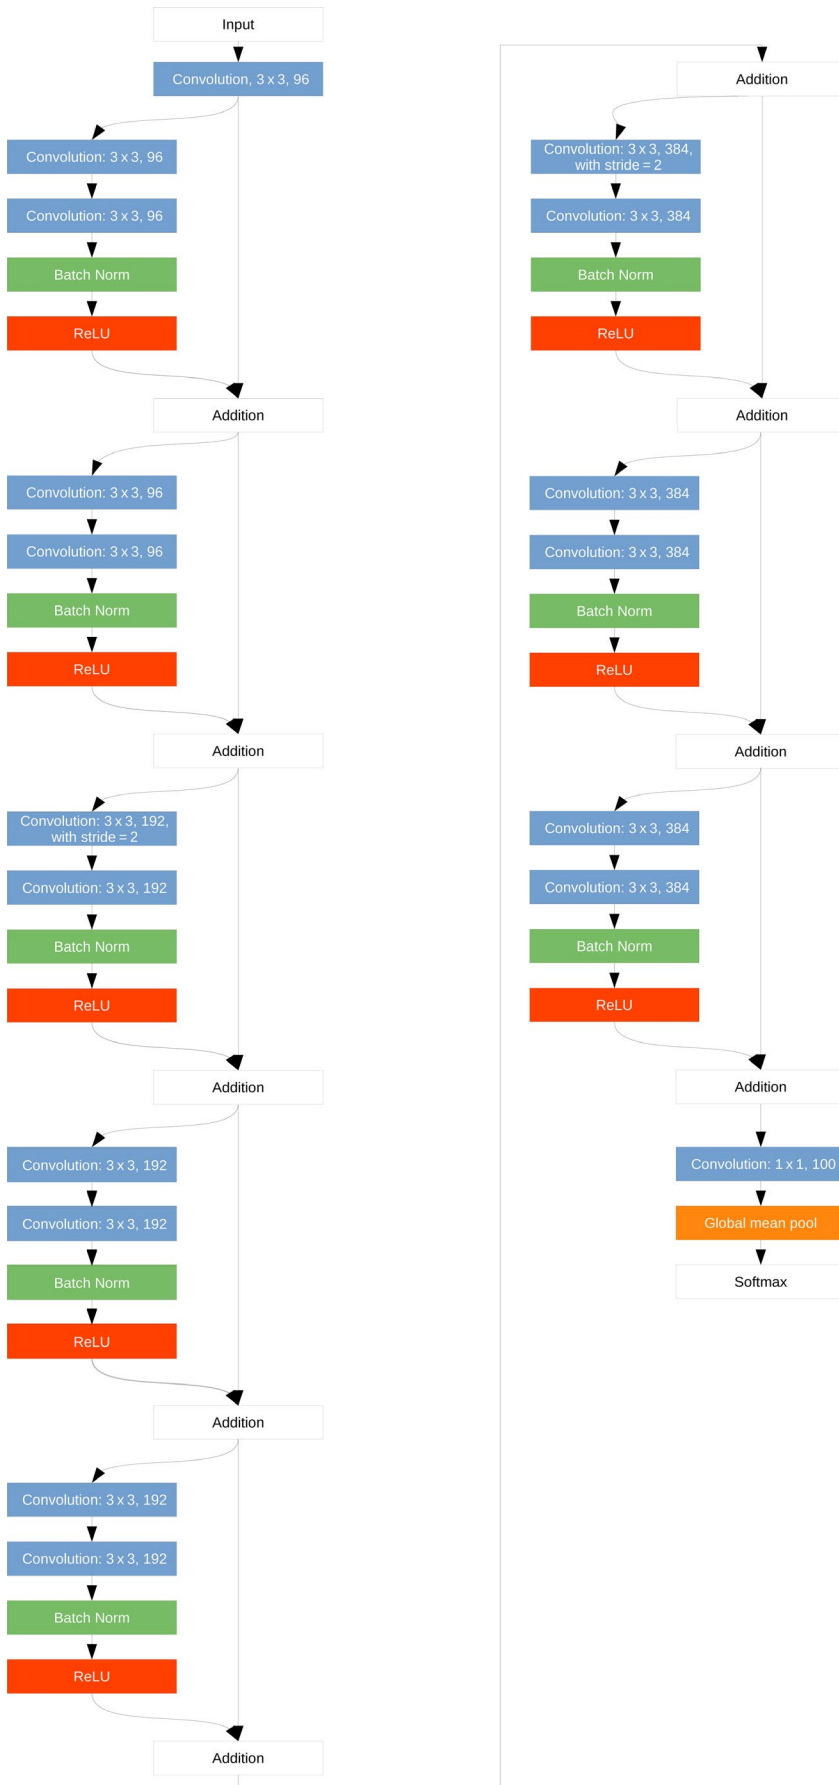 Input
Convolution, 3 x 3, 96
Convolution: 3 x 3, 96
Convolution: 3 x 3, 96
Batch Norm
ReLU
Addition
Convolution: 3 x 3, 96
Convolution: 3 x 3, 96
Batch Norm
ReLU
Addition
Convolution: 3 x 3, 192,
with stride = 2
Convolution: 3 x 3, 192
Batch Norm
ReLU
Addition
Convolution: 3 x 3, 192
Convolution: 3 x 3, 192
Batch Norm
ReLU
Addition
Convolution: 3 x 3, 192
Convolution: 3 x 3, 192
Batch Norm
ReLU
Addition
Addition
Convolution: 3 x 3, 384,
with stride = 2
Convolution: 3 x 3, 384
Batch Norm
ReLU
Addition
Convolution: 3 x 3, 384
Convolution: 3 x 3, 384
Batch Norm
ReLU
Addition
Convolution: 3 x 3, 384
Convolution: 3 x 3, 384
Batch Norm
ReLU
Addition
Convolution: 1 x 1, 100
Global mean pool
Softmax